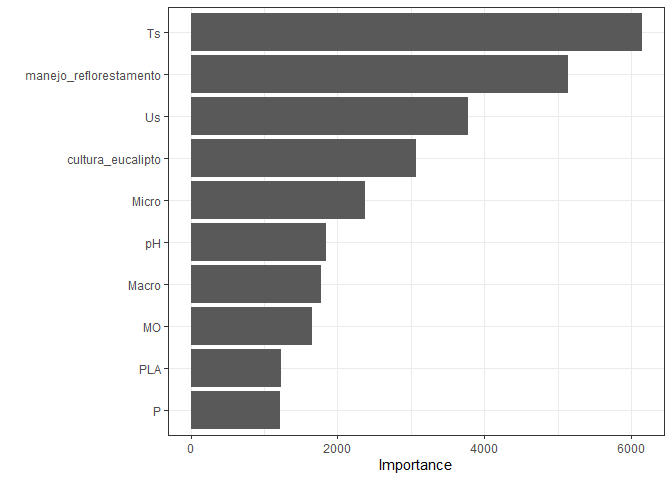 Ts
manejo_reflorestamento
Us
cultura_eucalipto
Micro
pH
Macro
MO
PLA
P
0 2000 4000 6000
Importance